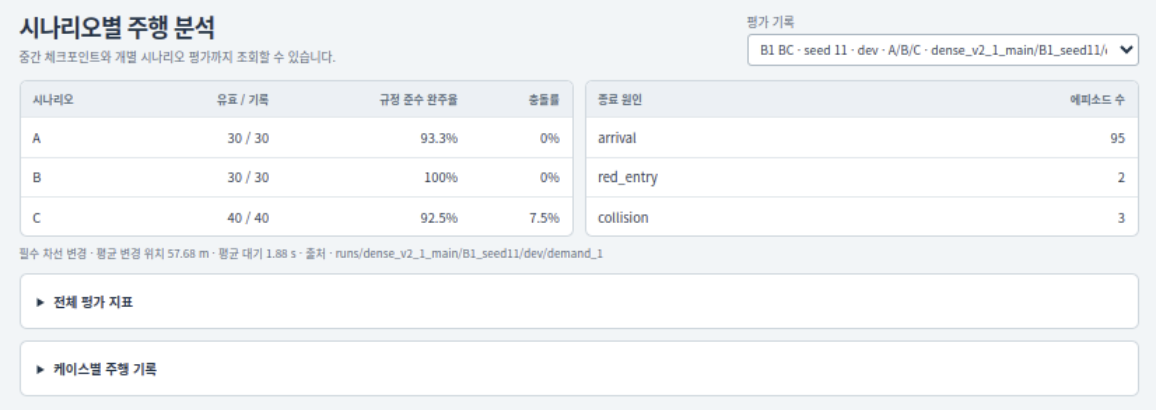 시나리오별 주행 분석
중간 체크포인트와 개별 시나리오 평가까지 조회할 수 있습니다.
평가 기록
B1 BC · seed 11 · dev · A/B/C · dense_v2_1_main/B1_seed11/
시나리오 유효 / 기록 규정 준수 완주율 충돌률
A 30 / 30 93.3% 0%
B 30 / 30 100% 0%
C 40 / 40 92.5% 7.5%
종료 원인 에피소드 수
arrival 95
red_entry 2
collision 3
필수 차선 변경 · 평균 변경 위치 57.68 m · 평균 대기 1.88 s · 출처 · runs/dense_v2_1_main/B1_seed11/dev/demand_1
전체 평가 지표
케이스별 주행 기록